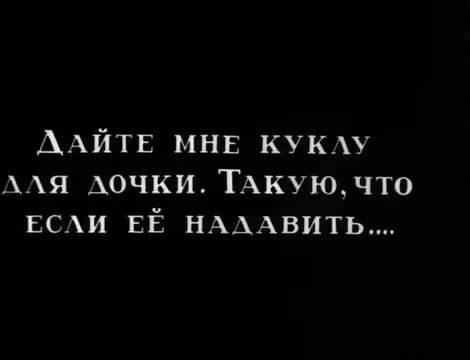 Дайте мне куклу
для дочки. Такую, что
если её надавить....